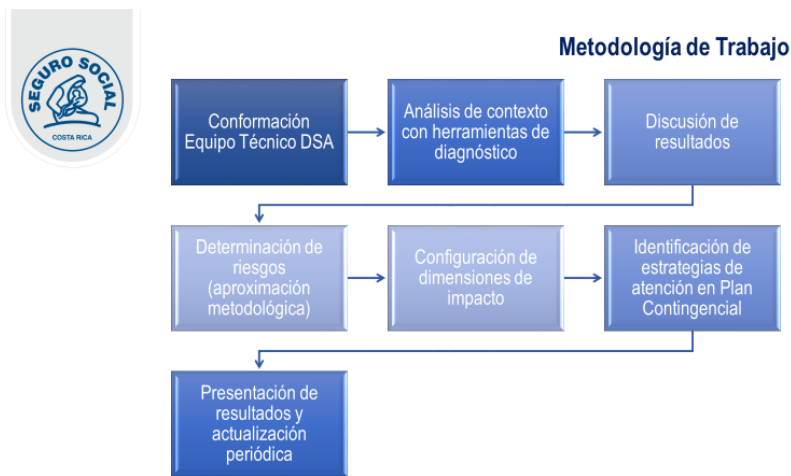 SEGURO SOCIAL
COSTA RICA
Metodología de Trabajo
Conformación
Equipo Técnico DSA
Análisis de contexto
con herramientas de
diagnóstico
Discusión de
resultados
Determinación de
riesgos
(aproximación
metodológica)
Configuración de
dimensiones de
impacto
Identificación de
estrategias de
atención en Plan
Contingencial
Presentación de
resultados y
actualización
periódica